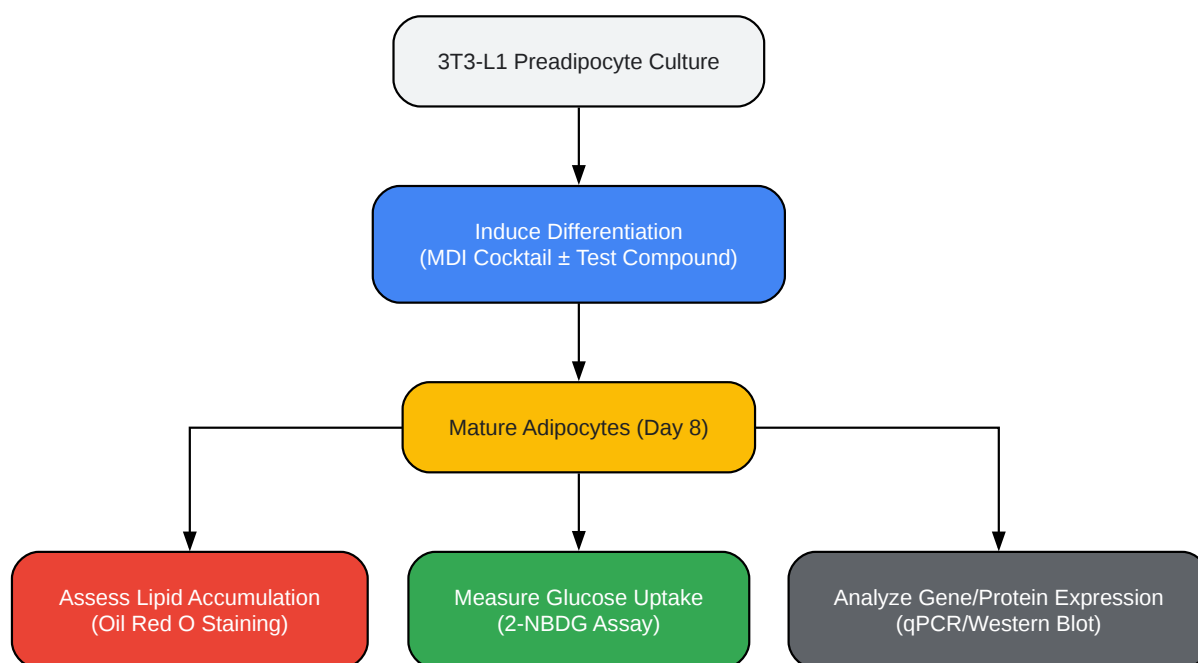 3T3-L1 Preadipocyte Culture
Induce Differentiation
(MDI Cocktail ± Test Compound)
Mature Adipocytes (Day 8)
Assess Lipid Accumulation
(Oil Red O Staining)
Measure Glucose Uptake
(2-NBDG Assay)
Analyze Gene/Protein Expression
(qPCR/Western Blot)